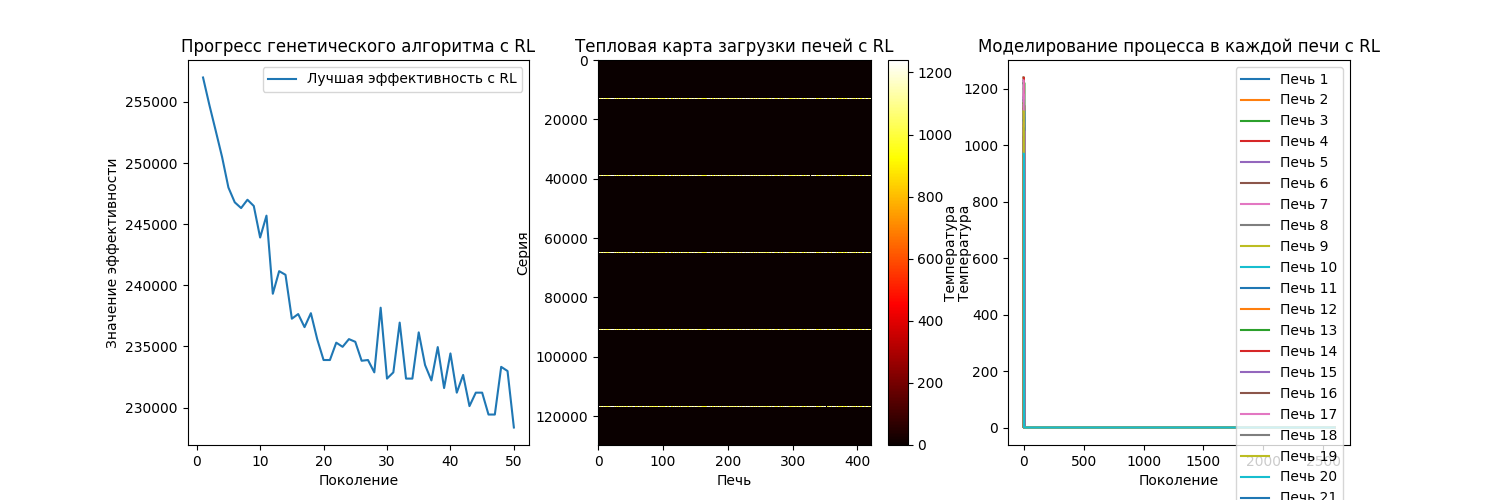 Прогресс генетического алгоритма с RL
Лучшая эффективность с RL
255000
250000
245000
240000
235000
230000
Значение эффективности
0 10 20 30 40 50
Поколение
Тепловая карта загрузки печей с RL
0
20000
40000
60000
80000
100000
120000
Серия
0 100 200 300 400
Печь
1200
1000
800
600
400
200
0
Температура
Моделирование процесса в каждой печи с RL
1200
1000
800
600
400
200
0
Температура
0 500 1000 1500 2000 2500
Поколение
Печь 1
Печь 2
Печь 3
Печь 4
Печь 5
Печь 6
Печь 7
Печь 8
Печь 9
Печь 10
Печь 11
Печь 12
Печь 13
Печь 14
Печь 15
Печь 16
Печь 17
Печь 18
Печь 19
Печь 20
Печь 21